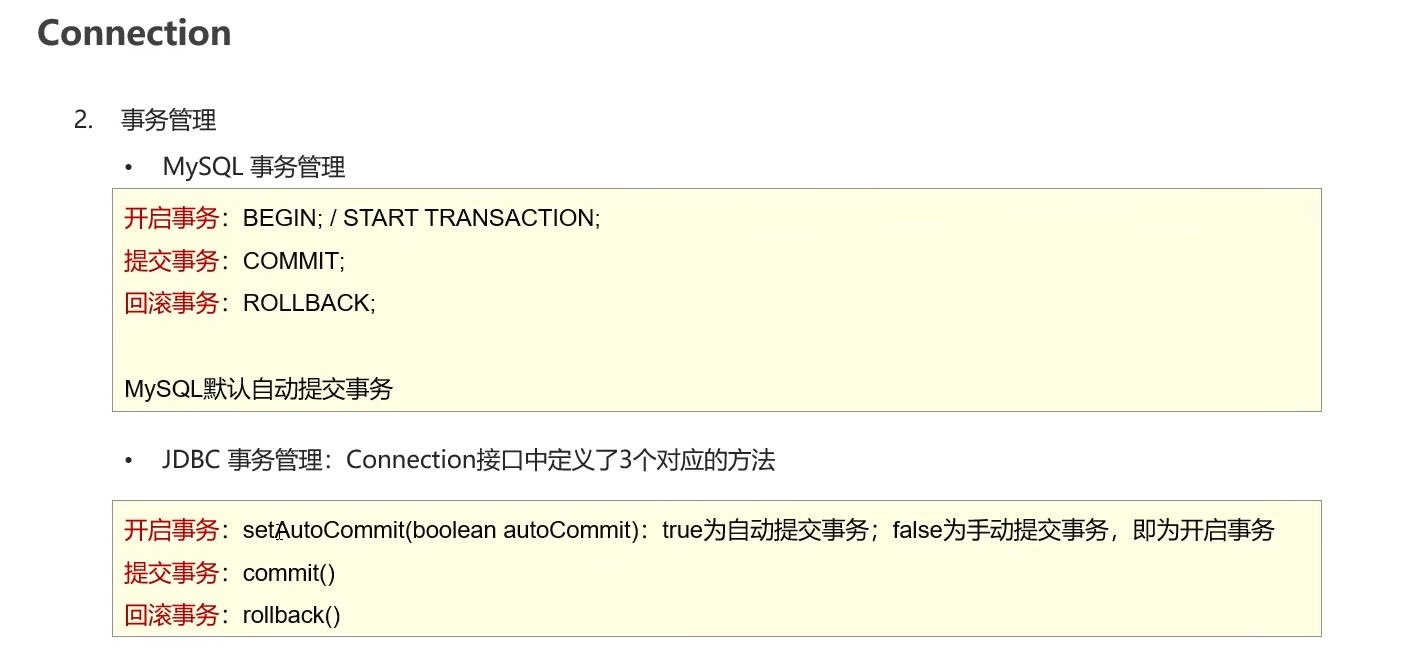 Connection
2. 事务管理
• MySQL 事务管理
开启事务：BEGIN; / START TRANSACTION;
提交事务：COMMIT;
回滚事务：ROLLBACK;
MySQL默认自动提交事务
• JDBC 事务管理：Connection接口中定义了3个对应的方法
开启事务：setAutoCommit(boolean autoCommit)：true为自动提交事务；false为手动提交事务，即为开启事务
提交事务：commit()
回滚事务：rollback()